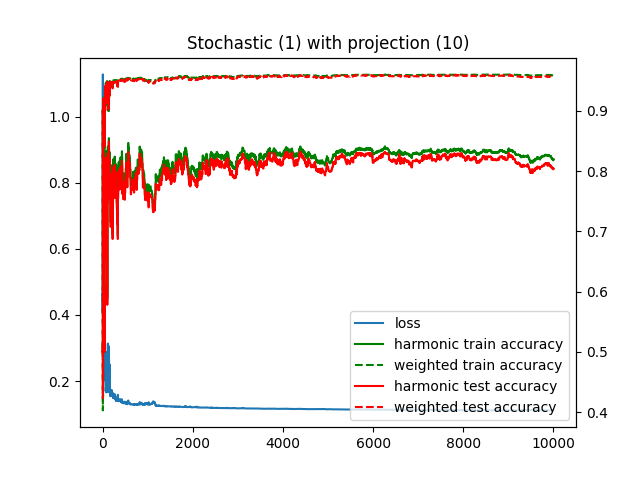 Stochastic (1) with projection (10)
1.0
0.8
0.6
0.4
0.2
0.9
0.8
0.7
0.6
0.5
0.4
loss
harmonic train accuracy
weighted train accuracy
harmonic test accuracy
weighted test accuracy
0 2000 4000 6000 8000 10000